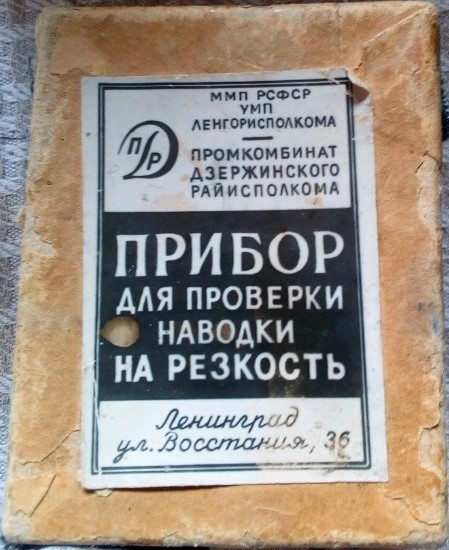 ПР
ММП РСФСР
УМП
ЛЕНГОРИСПОЛКОМА
ПРОМКОМБИНАТ
ДЗЕРЖИНСКОГО
РАЙИСПОЛКОМА
ПРИБОР
ДЛЯ ПРОВЕРКИ
НАВОДКИ
НА РЕЗКОСТЬ
Ленинград
ул. Восстания, 36